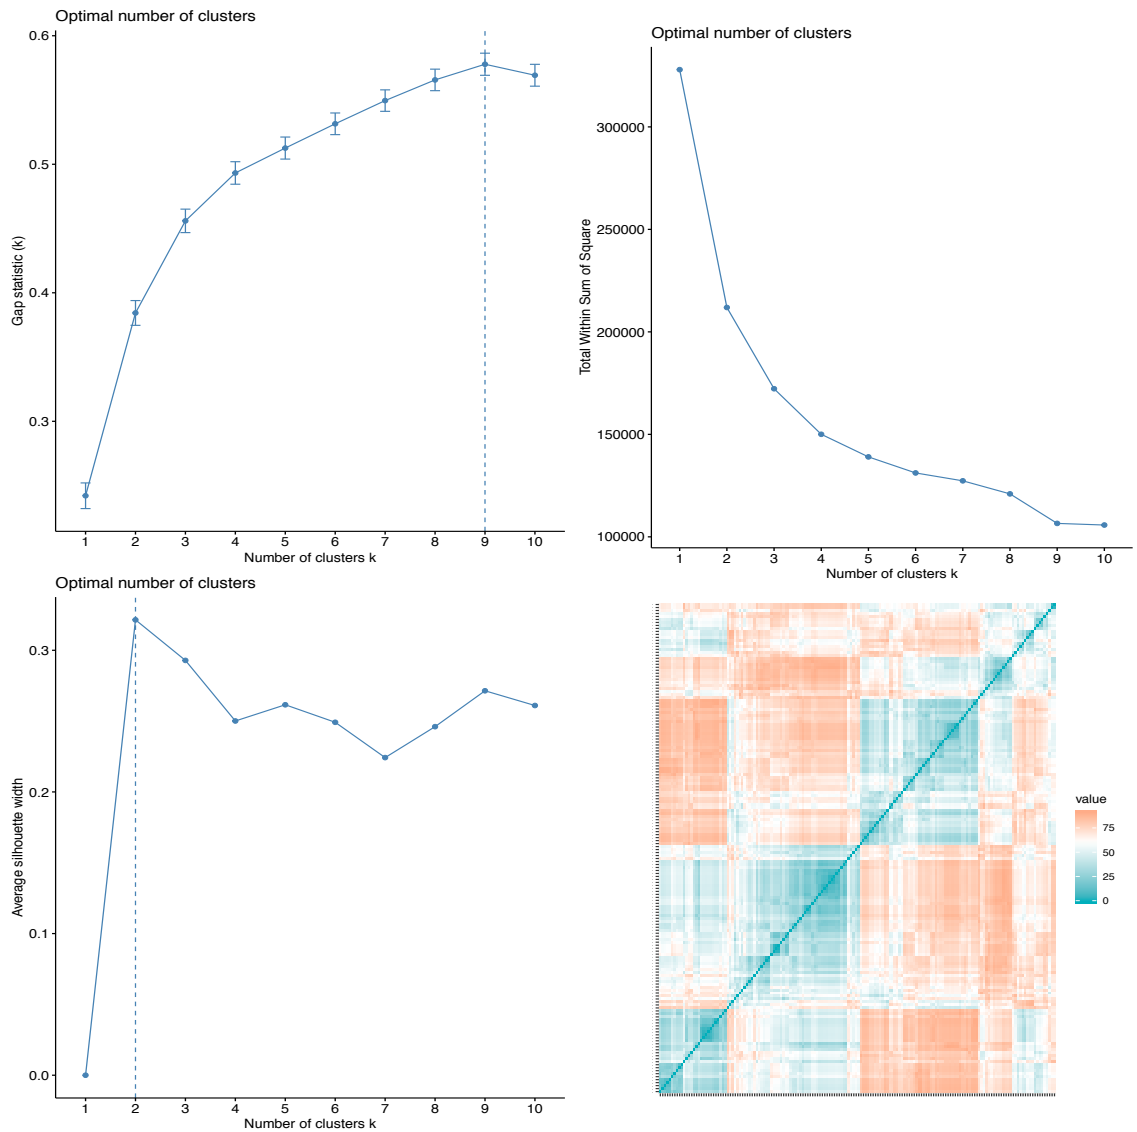 Optimal number of clusters
0.6
0.5
0.4
0.3
Gap statistic (k)
1 2 3 4 5 6 7 8 9 10
Number of clusters k
Optimal number of clusters
300000
250000
200000
150000
100000
Total Within Sum of Square
1 2 3 4 5 6 7 8 9 10
Number of clusters k
Optimal number of clusters
0.3
0.2
0.1
0.0
Average silhouette width
1 2 3 4 5 6 7 8 9 10
Number of clusters k
value
75
50
25
0